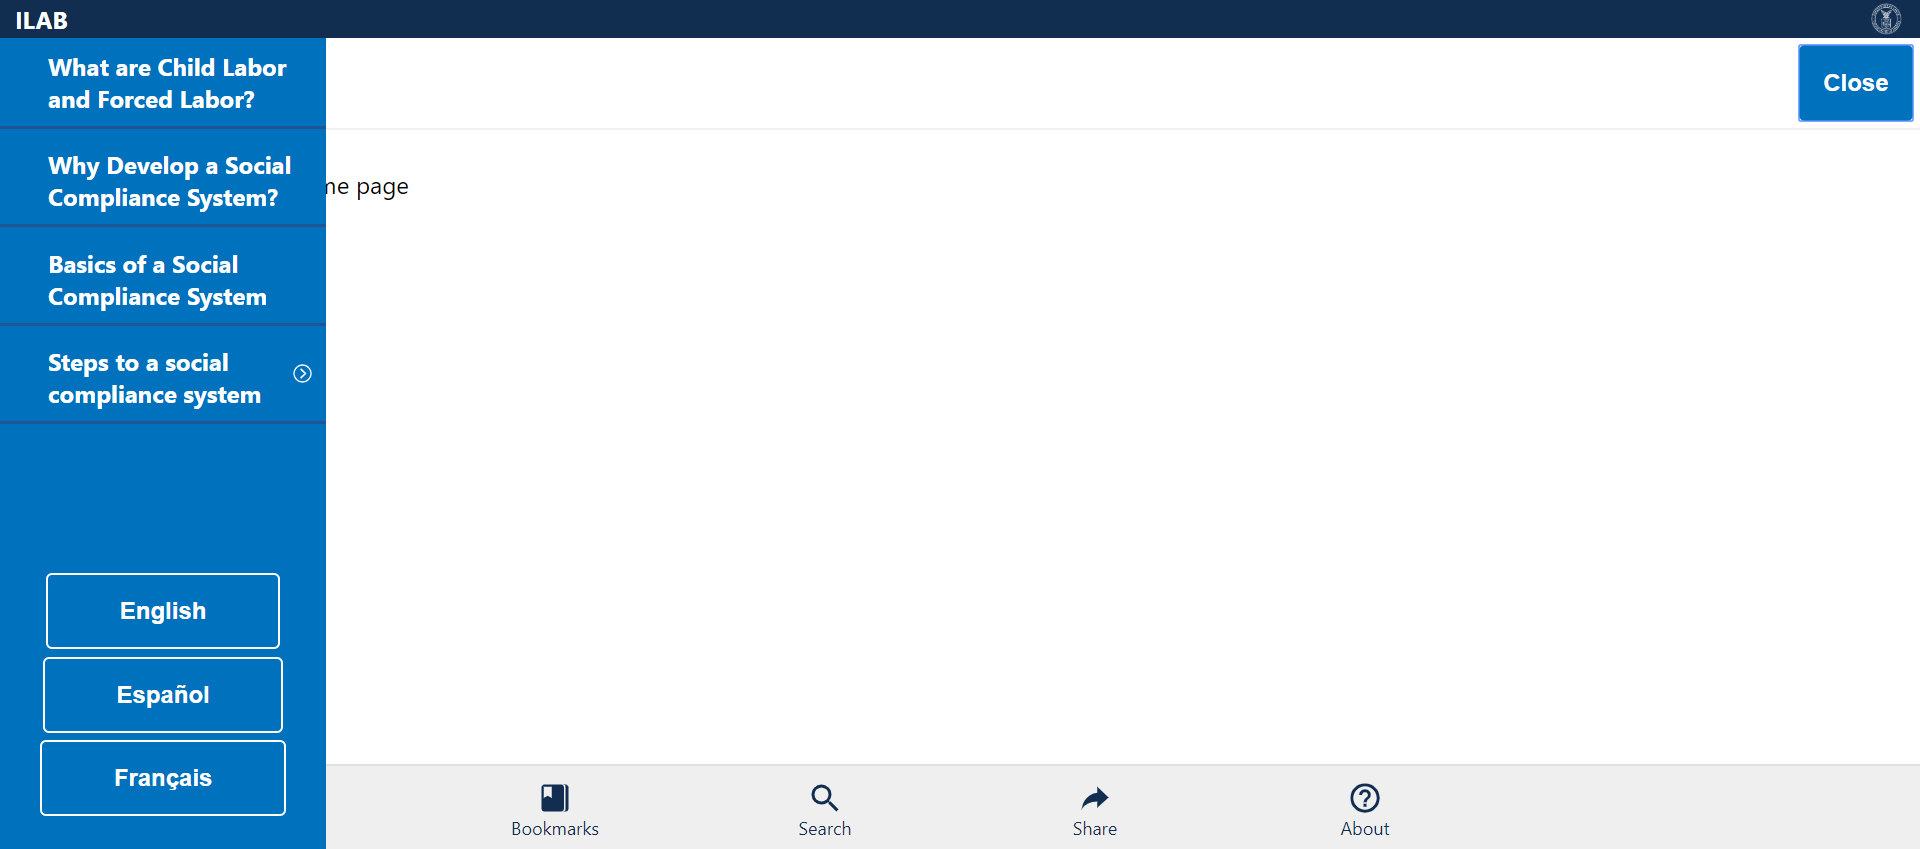 ILAB
What are Child Labor
and Forced Labor?
Close
Why Develop a Social
Compliance System?
me page
Basics of a Social
Compliance System
Steps to a social
compliance system
English
Español
Français
Bookmarks
Search
Share
About